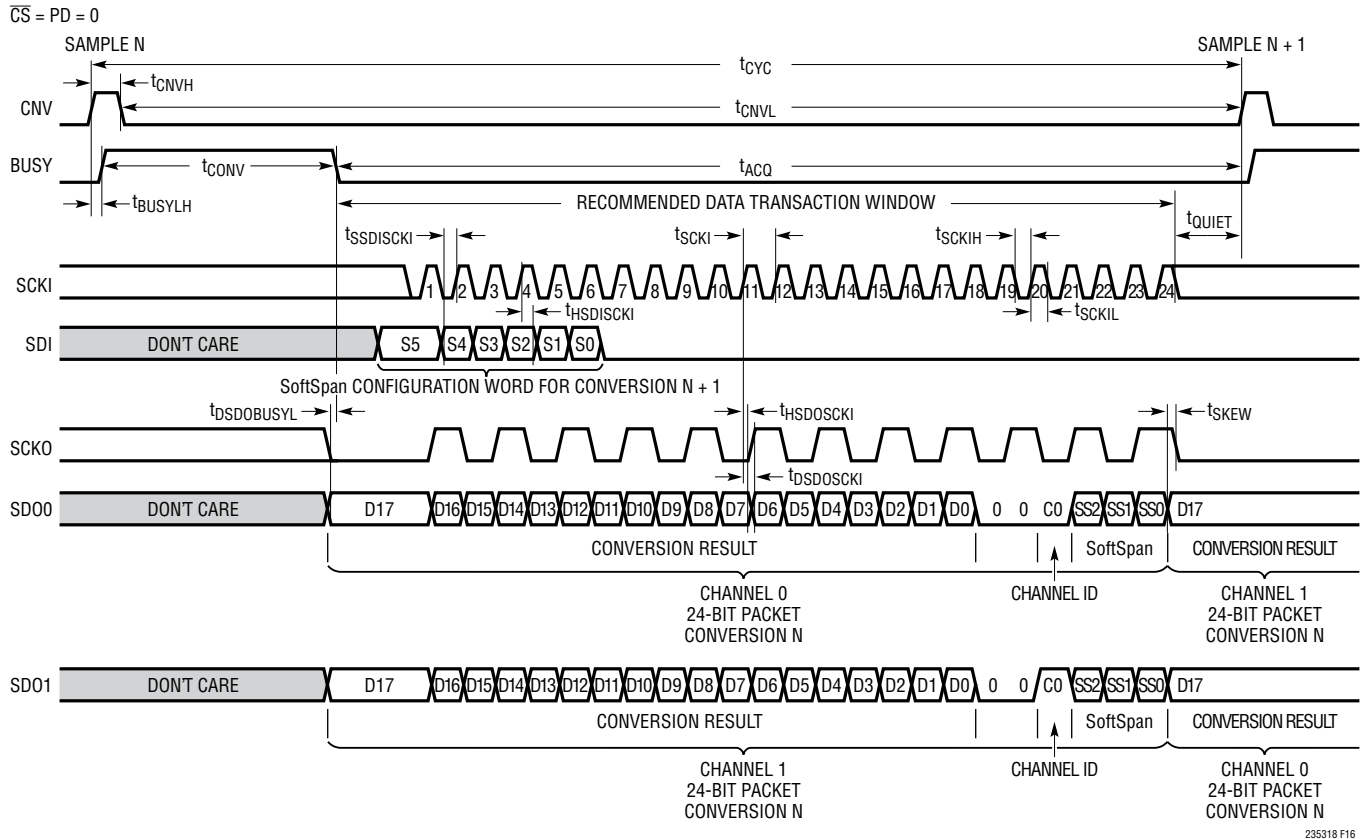 CS = PD = 0
SAMPLE N
SAMPLE N + 1
tCYC
tCNVH
CNV
tCNVL
BUSY
tCONV
tACQ
tBUSYLH
RECOMMENDED DATA TRANSACTION WINDOW
tQUIET
tSSDISCKI
tSCKI
tSCKIH
SCKI
1 2 3 4 5 6 7 8 9 10 11 12 13 14 15 16 17 18 19 20 21 22 23 24
tHSDISCKI
tSCKIL
SDI
DON'T CARE
S5 S4 S3 S2 S1 S0
SoftSpan CONFIGURATION WORD FOR CONVERSION N + 1
tDSDOBUSYL
tHSDOSCKI
tSKEW
SCKO
tDSDOSCKI
SDO0
DON'T CARE
D17 D16 D15 D14 D13 D12 D11 D10 D9 D8 D7 D6 D5 D4 D3 D2 D1 D0 0 0 C0 SS2 SS1 SS0 D17
CONVERSION RESULT
SoftSpan
CONVERSION RESULT
CHANNEL 0
24-BIT PACKET
CONVERSION N
CHANNEL ID
CHANNEL 1
24-BIT PACKET
CONVERSION N
SDO1
DON'T CARE
D17 D16 D15 D14 D13 D12 D11 D10 D9 D8 D7 D6 D5 D4 D3 D2 D1 D0 0 0 C0 SS2 SS1 SS0 D17
CONVERSION RESULT
SoftSpan
CONVERSION RESULT
CHANNEL 1
24-BIT PACKET
CONVERSION N
CHANNEL ID
CHANNEL 0
24-BIT PACKET
CONVERSION N
235318 F16